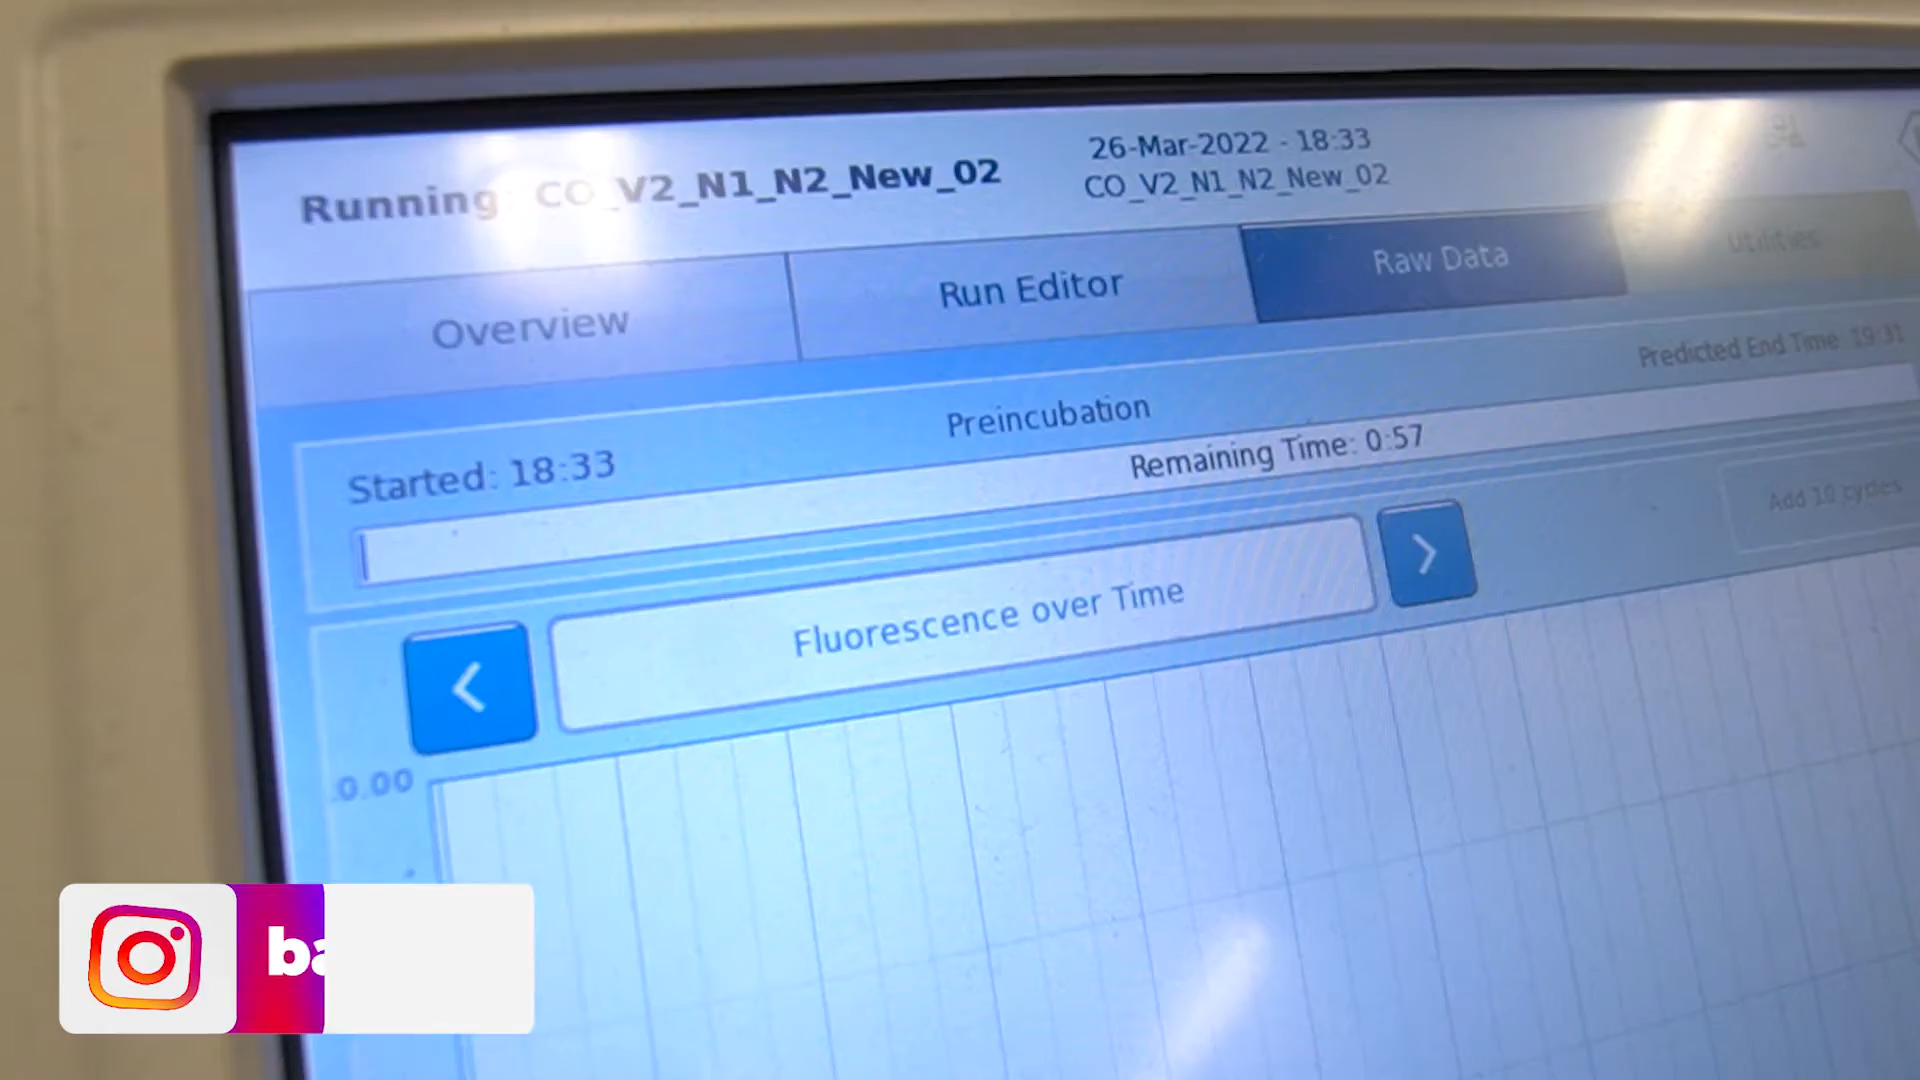 Running CO_V2_N1_N2_New_02
26-Mar-2022 - 18:33
CO_V2_N1_N2_New_02
Overview
Run Editor
Raw Data
Utilities
Predicted End Time: 19:31
Preincubation
Started: 18:33
Remaining Time: 0:57
Add 10 cycles
Fluorescence over Time
0.00